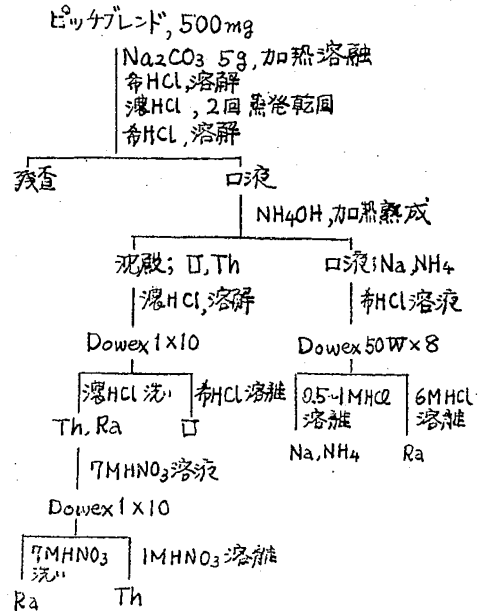 ピッチブレンド, 500mg
Na2CO3 5g, 加熱溶融
希HCl, 溶解
濃HCl, 2回蒸発乾固
希HCl, 溶解
残査
口液
NH4OH, 加熱熟成
沈殿; U, Th
口液; Na, NH4
濃HCl, 溶解
希HCl溶液
Dowex 1×10
Dowex 50W×8
濃HCl 洗い
希HCl溶離
0.5-1MHCl
溶離
6MHCl
溶離
Th, Ra
U
Na, NH4
Ra
7MHNO3溶液
Dowex 1×10
7MHNO3
洗い
1MHNO3溶離
Ra
Th